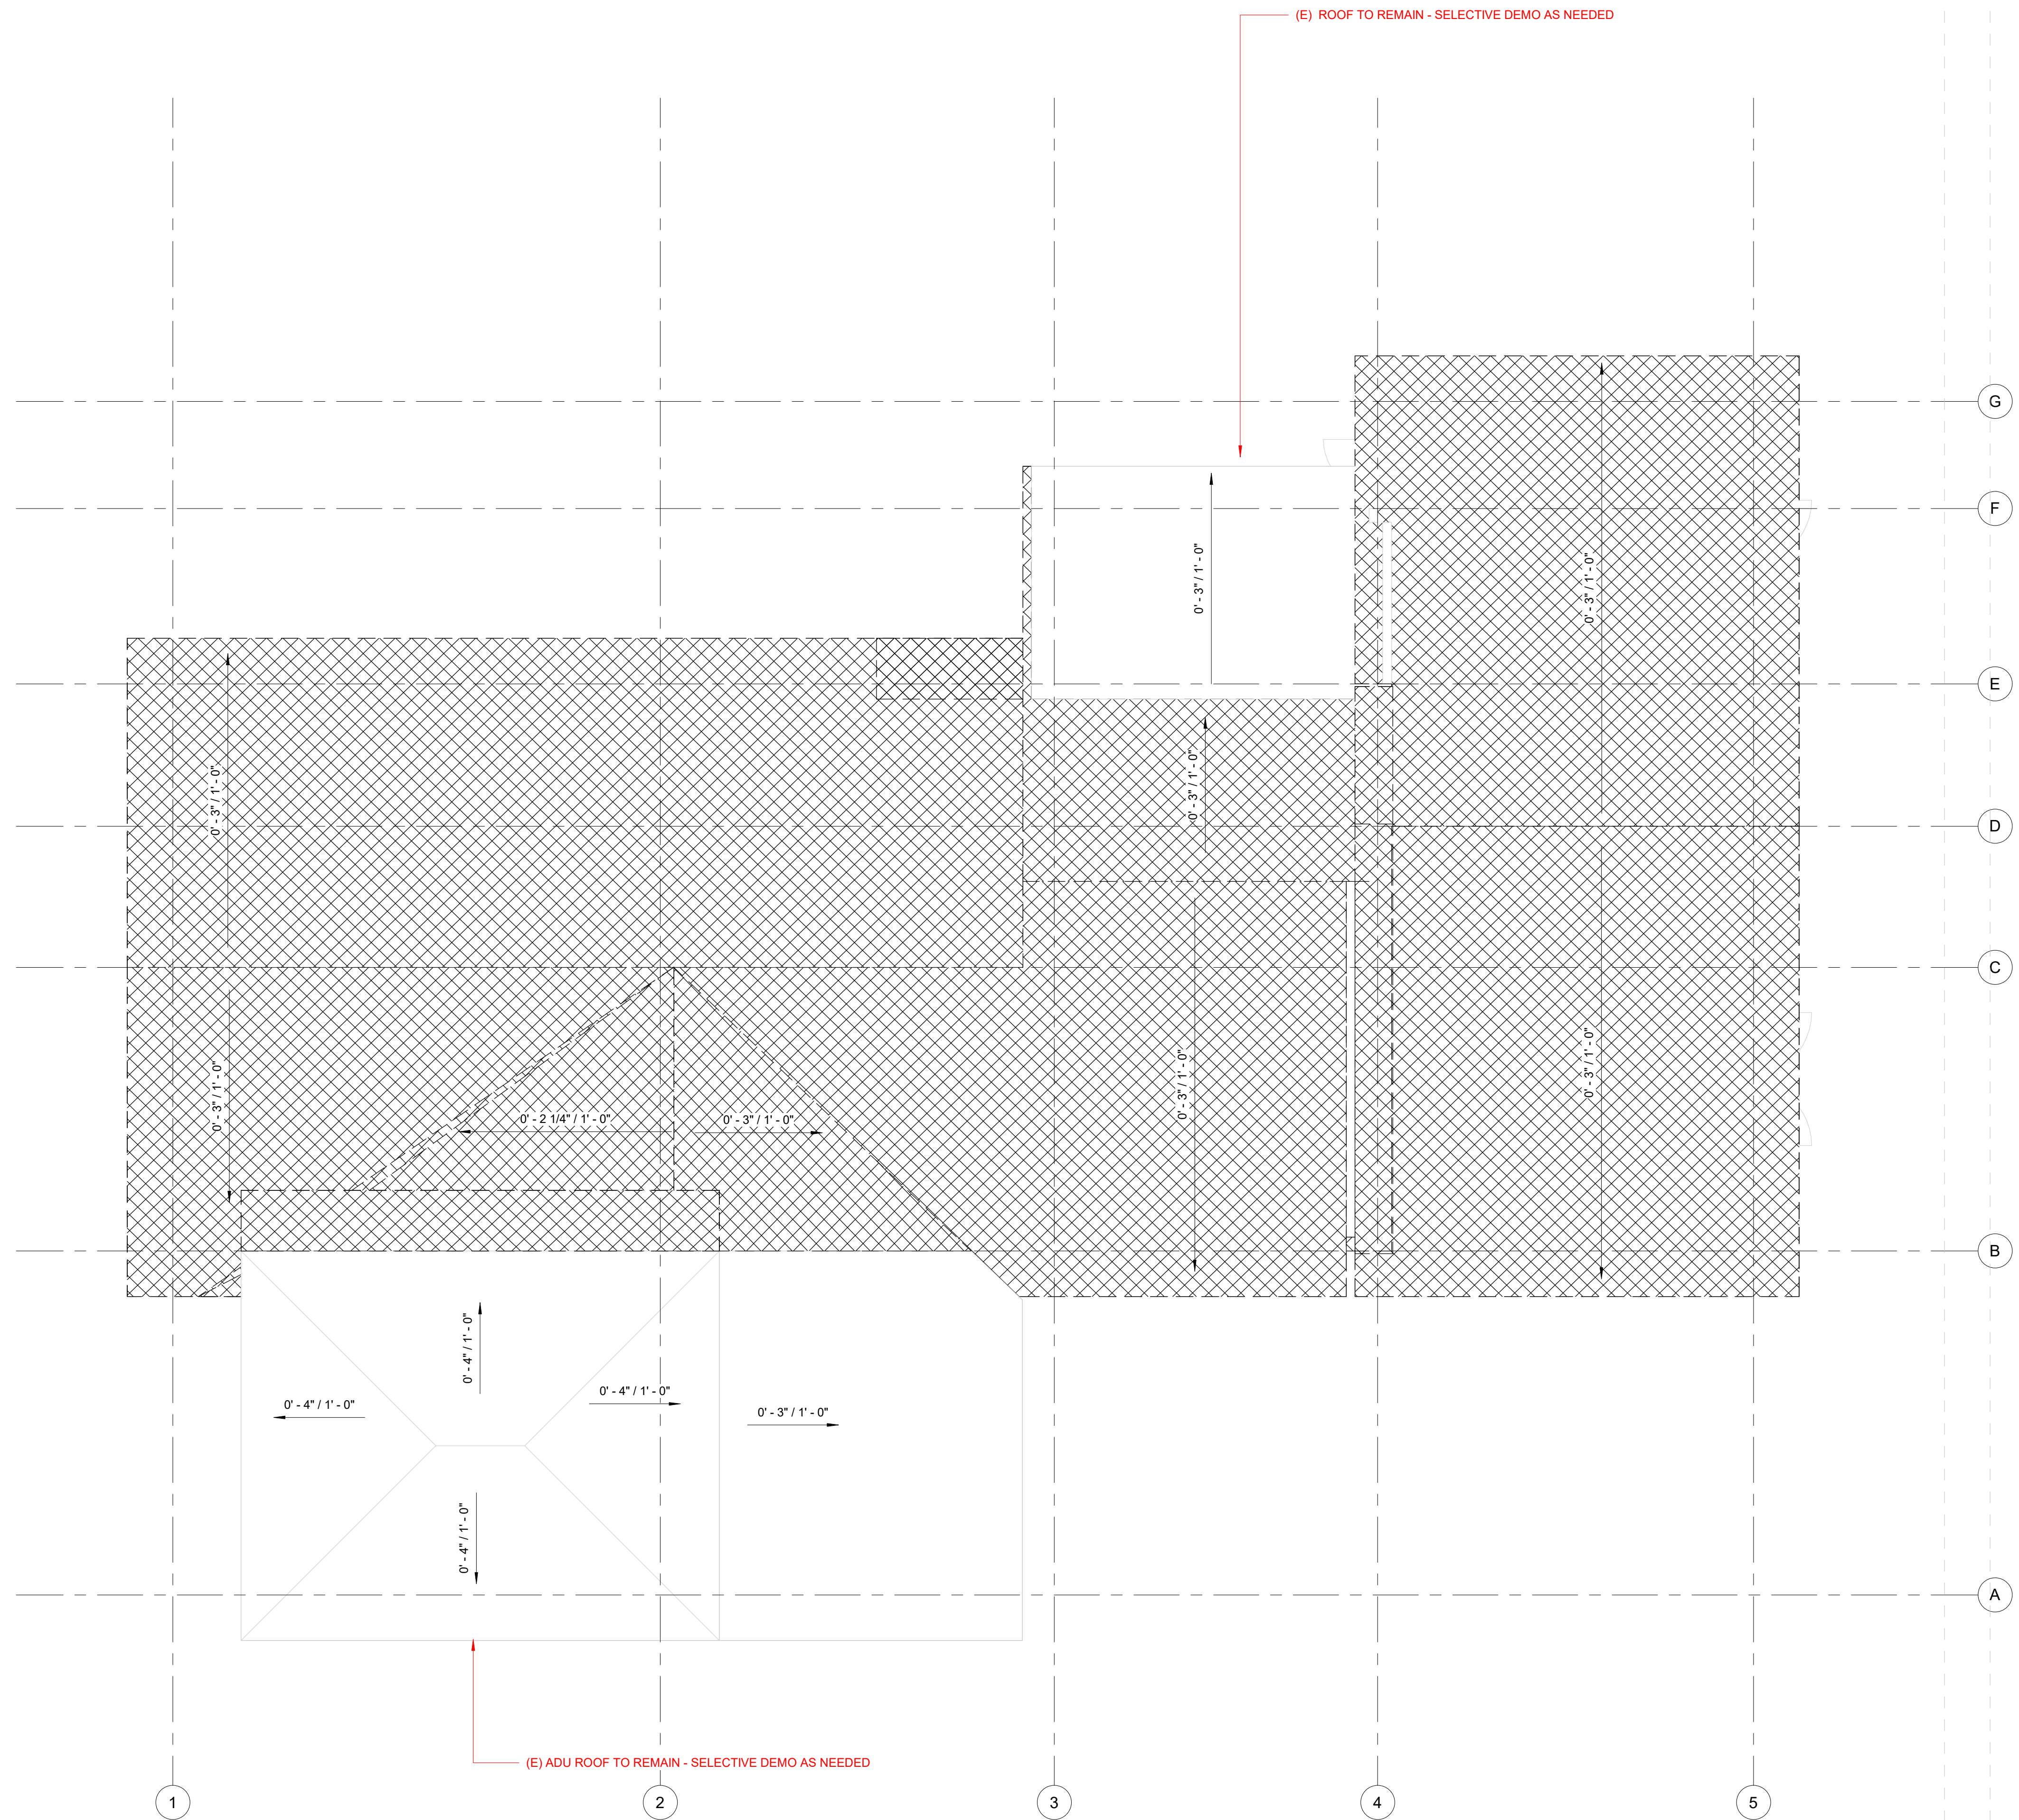 (E) ROOF TO REMAIN - SELECTIVE DEMO AS NEEDED
G
F
0' - 3" / 1' - 0"
0' - 3" / 1' - 0"
E
0' - 3" / 1' - 0"
0' - 3" / 1' - 0"
D
C
0' - 3" / 1' - 0"
0' - 2 1/4" / 1' - 0"
0' - 3" / 1' - 0"
0' - 3" / 1' - 0"
0' - 3" / 1' - 0"
B
0' - 4" / 1' - 0"
0' - 4" / 1' - 0"
0' - 4" / 1' - 0"
0' - 3" / 1' - 0"
0' - 4" / 1' - 0"
A
(E) ADU ROOF TO REMAIN - SELECTIVE DEMO AS NEEDED
1
2
3
4
5